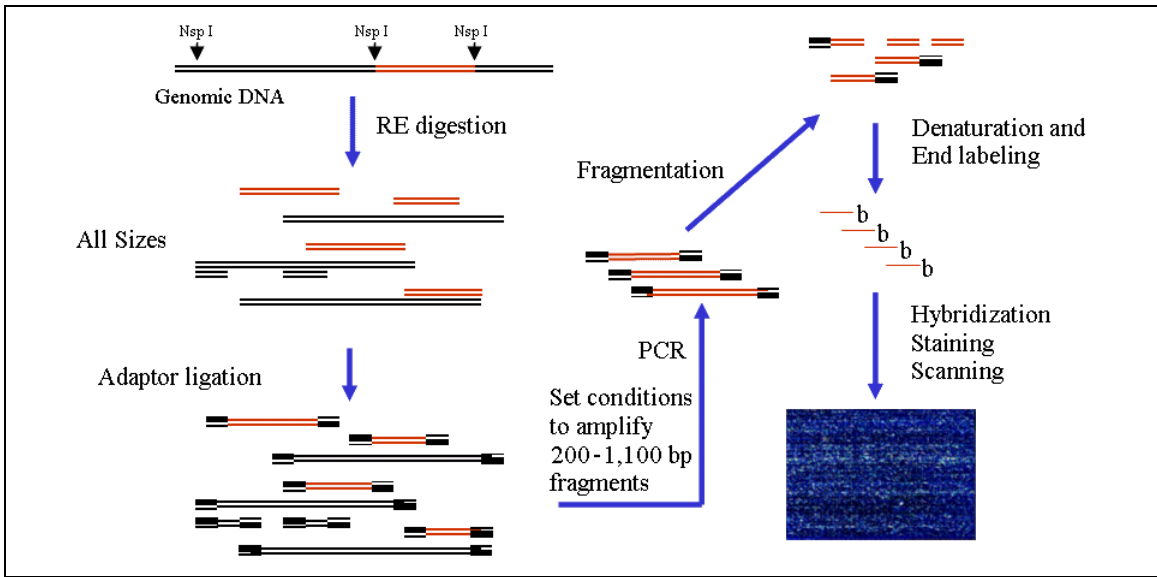 Nsp I
Nsp I
Nsp I
Genomic DNA
RE digestion
All Sizes
Adaptor ligation
PCR
Set conditions
to amplify
200-1,100 bp
fragments
Fragmentation
Denaturation and
End labeling
b
b
b
b
Hybridization
Staining
Scanning